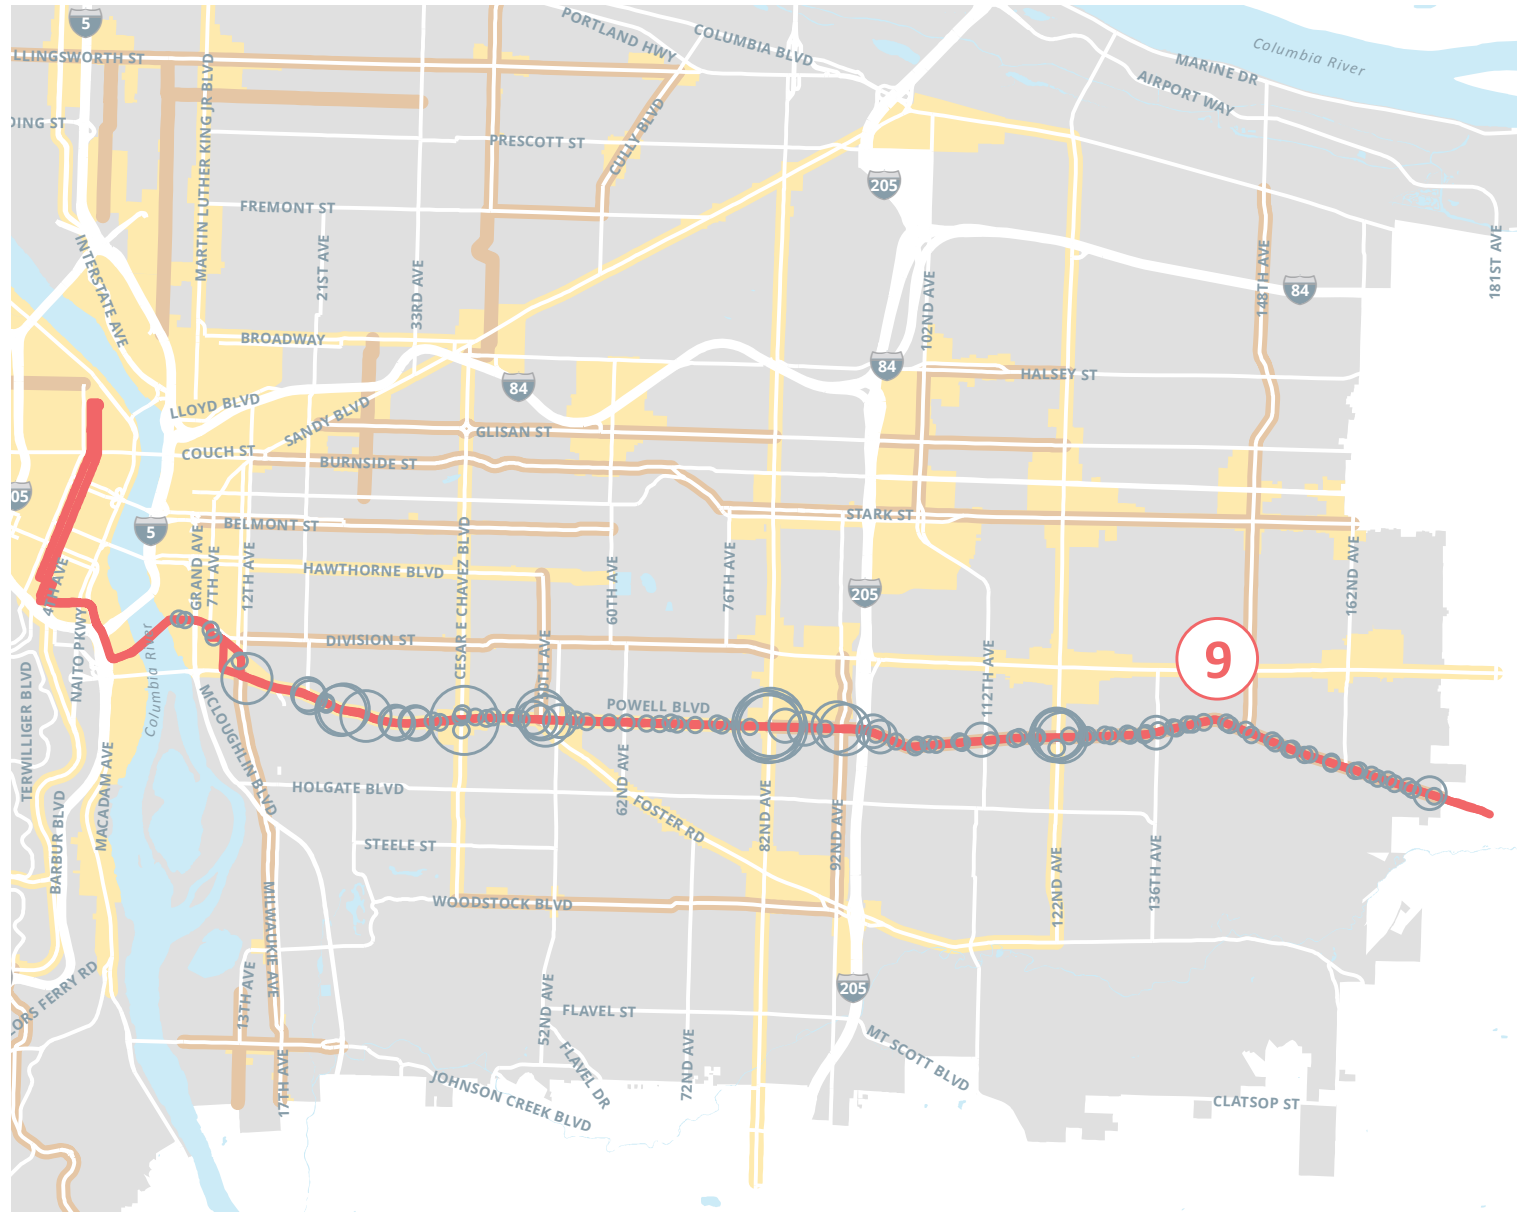 5
PORTLAND HWY
COLUMBIA BLVD
Columbia River
LLINGSWORTH ST
MARINE DR
AIRPORT WAY
OING ST
MARTIN LUTHER KING JR BLVD
PRESCOTT ST
CULLY BLVD
205
FREMONT ST
INTERSTATE AVE
21ST AVE
33RD AVE
102ND AVE
148TH AVE
84
181ST AVE
BROADWAY
84
84
HALSEY ST
LLOYD BLVD
SANDY BLVD
GLISAN ST
COUCH ST
BURNSIDE ST
05
STARK ST
5
BELMONT ST
GRAND AVE
7TH AVE
12TH AVE
HAWTHORNE BLVD
CESAR E CHAVEZ BLVD
60TH AVE
76TH AVE
205
162ND AVE
4TH AVE
NAITO PKWY
Columbia River
DIVISION ST
50TH AVE
112TH AVE
9
TERWILLIGER BLVD
MCLOUGHLIN BLVD
POWELL BLVD
MACADAM AVE
BARBUR BLVD
HOLGATE BLVD
62ND AVE
FOSTER RD
82ND AVE
92ND AVE
STEELE ST
122ND AVE
136TH AVE
WOODSTOCK BLVD
MILWAUKIE AVE
LORS FERRY RD
13TH AVE
52ND AVE
FLAVEL ST
205
17TH AVE
FLAVEL DR
72ND AVE
MT SCOTT BLVD
JOHNSON CREEK BLVD
CLATSOP ST